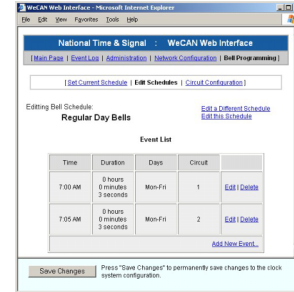 WeCAN Web Interface - Microsoft Internet Explorer
File Edit View Favorites Tools Help
National Time & Signal : WeCAN Web Interface
[ Main Page | Event Log | Administration | Network Configuration | Bell Programming ]
[ Set Current Schedule | Edit Schedules | Circuit Configuration ]
Editting Bell Schedule:
Regular Day Bells
Edit a Different Schedule
Edit this Schedule
Event List
Time Duration Days Circuit
7:00 AM 0 hours 0 minutes 3 seconds Mon-Fri 1 Edit | Delete
7:05 AM 0 hours 0 minutes 3 seconds Mon-Fri 2 Edit | Delete
Add New Event...
Save Changes
Press "Save Changes" to permanently save changes to the clock
system configuration.